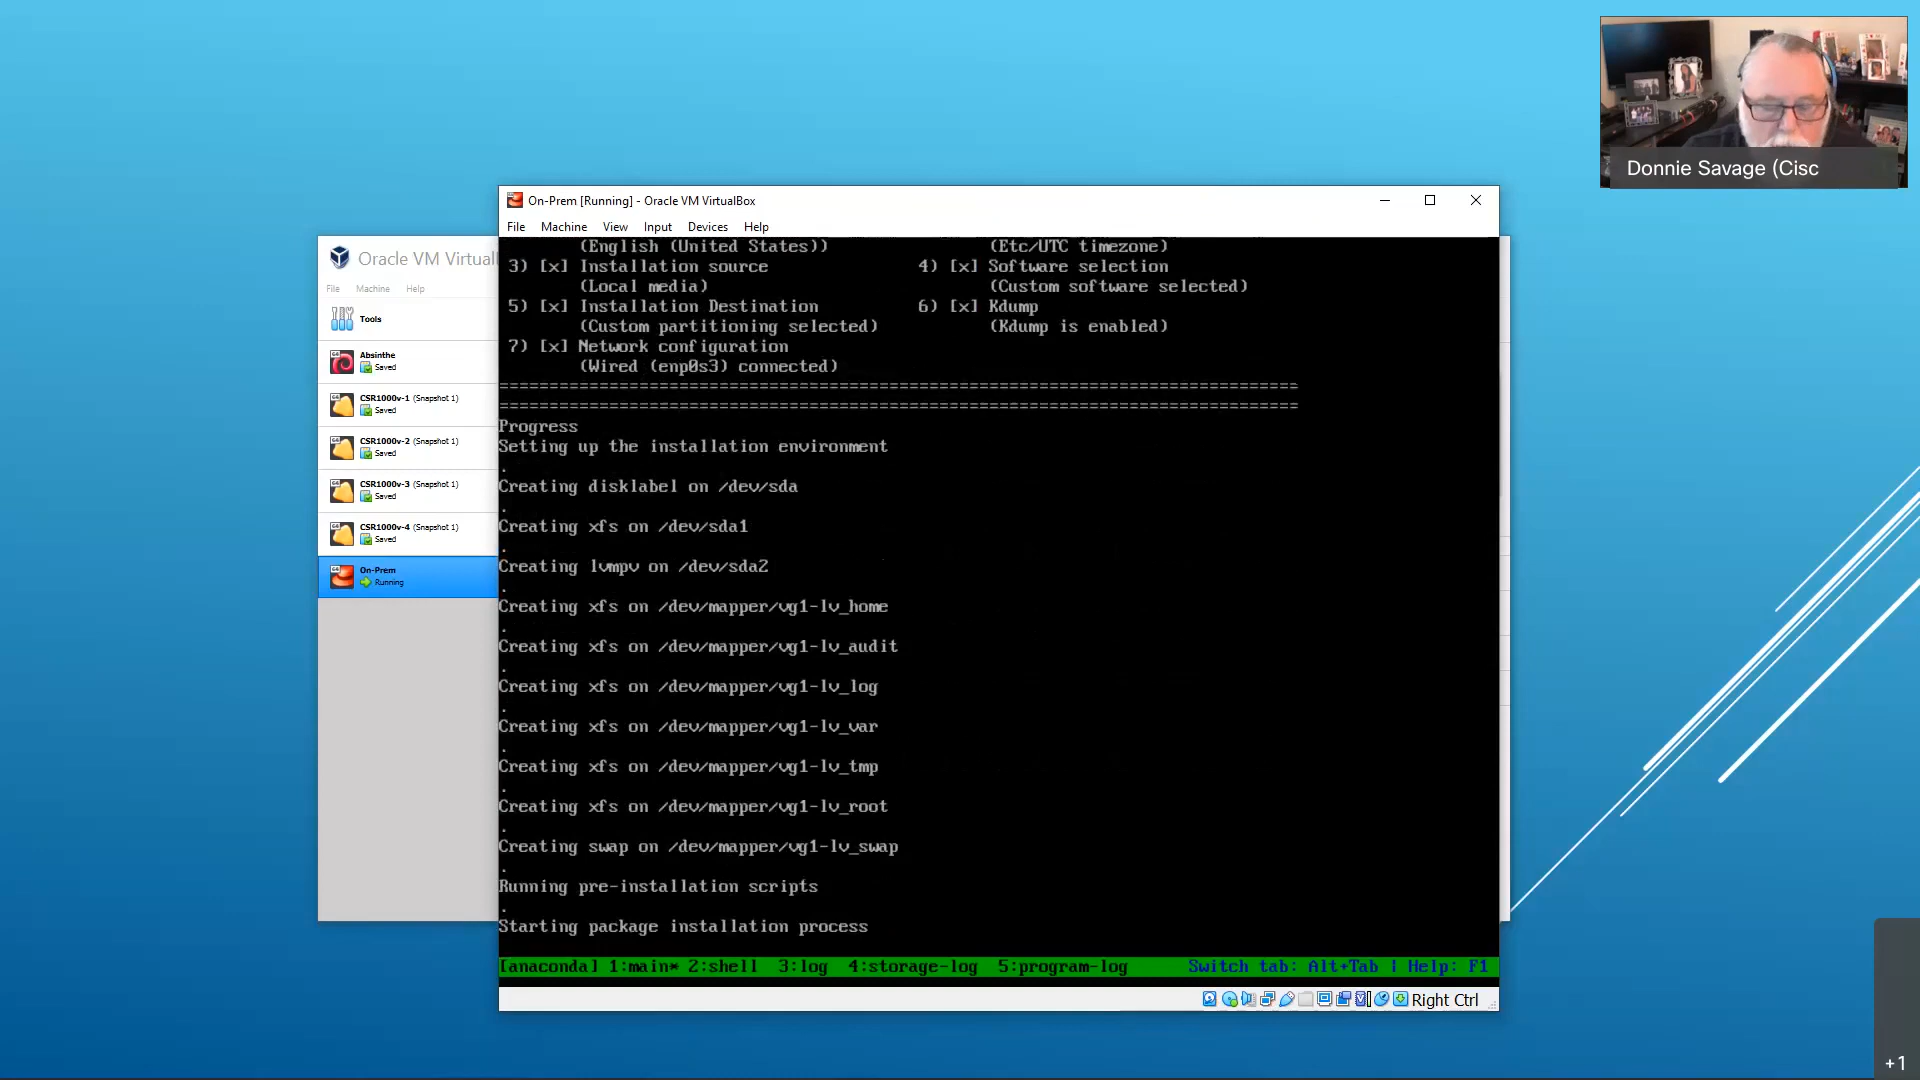 Donnie Savage (Cisc
On-Prem [Running] - Oracle VM VirtualBox
File Machine View Input Devices Help
Oracle VM Virtual
File Machine Help
Tools
Absinthe
Saved
CSR1000v-1 (Snapshot 1)
Saved
CSR1000v-2 (Snapshot 1)
Saved
CSR1000v-3 (Snapshot 1)
Saved
CSR1000v-4 (Snapshot 1)
Saved
On-Prem
Running
(English (United States)) (Etc/UTC timezone)
3) [x] Installation source 4) [x] Software selection
(Local media) (Custom software selected)
5) [x] Installation Destination 6) [x] Kdump
(Custom partitioning selected) (Kdump is enabled)
7) [x] Network configuration
(Wired (enp0s3) connected)
================================================================================
================================================================================
Progress
Setting up the installation environment
.
Creating disklabel on /dev/sda
.
Creating xfs on /dev/sda1
.
Creating lvmpv on /dev/sda2
.
Creating xfs on /dev/mapper/vg1-lv_home
.
Creating xfs on /dev/mapper/vg1-lv_audit
.
Creating xfs on /dev/mapper/vg1-lv_log
.
Creating xfs on /dev/mapper/vg1-lv_var
.
Creating xfs on /dev/mapper/vg1-lv_tmp
.
Creating xfs on /dev/mapper/vg1-lv_root
.
Creating swap on /dev/mapper/vg1-lv_swap
.
Running pre-installation scripts
.
Starting package installation process
[anaconda] 1:main* 2:shell 3:log 4:storage-log 5:program-log Switch tab: Alt+Tab | Help: F1
Right Ctrl
+1